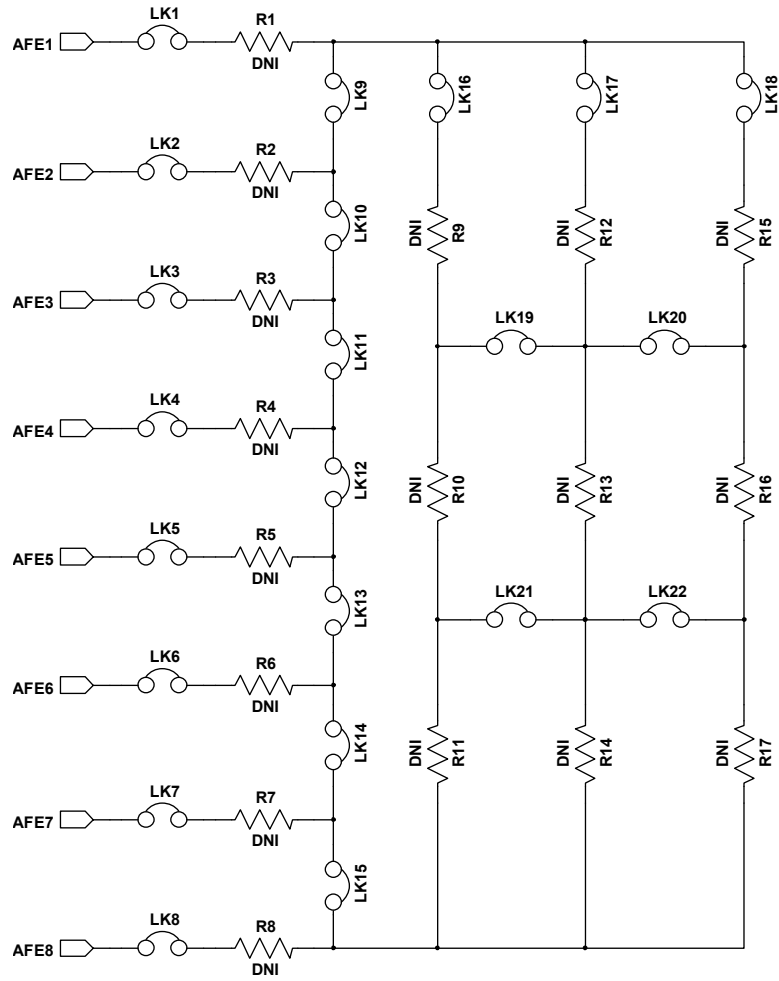 AFE1 LK1 R1
DNI
LK9 LK16 LK17 LK18
AFE2 LK2 R2
DNI
LK10
DNI R9 DNI R12 DNI R15
AFE3 LK3 R3
DNI
LK11 LK19 LK20
AFE4 LK4 R4
DNI
LK12
DNI R10 DNI R13 DNI R16
AFE5 LK5 R5
DNI
LK13 LK21 LK22
AFE6 LK6 R6
DNI
LK14
DNI R11 DNI R14 DNI R17
AFE7 LK7 R7
DNI
LK15
AFE8 LK8 R8
DNI